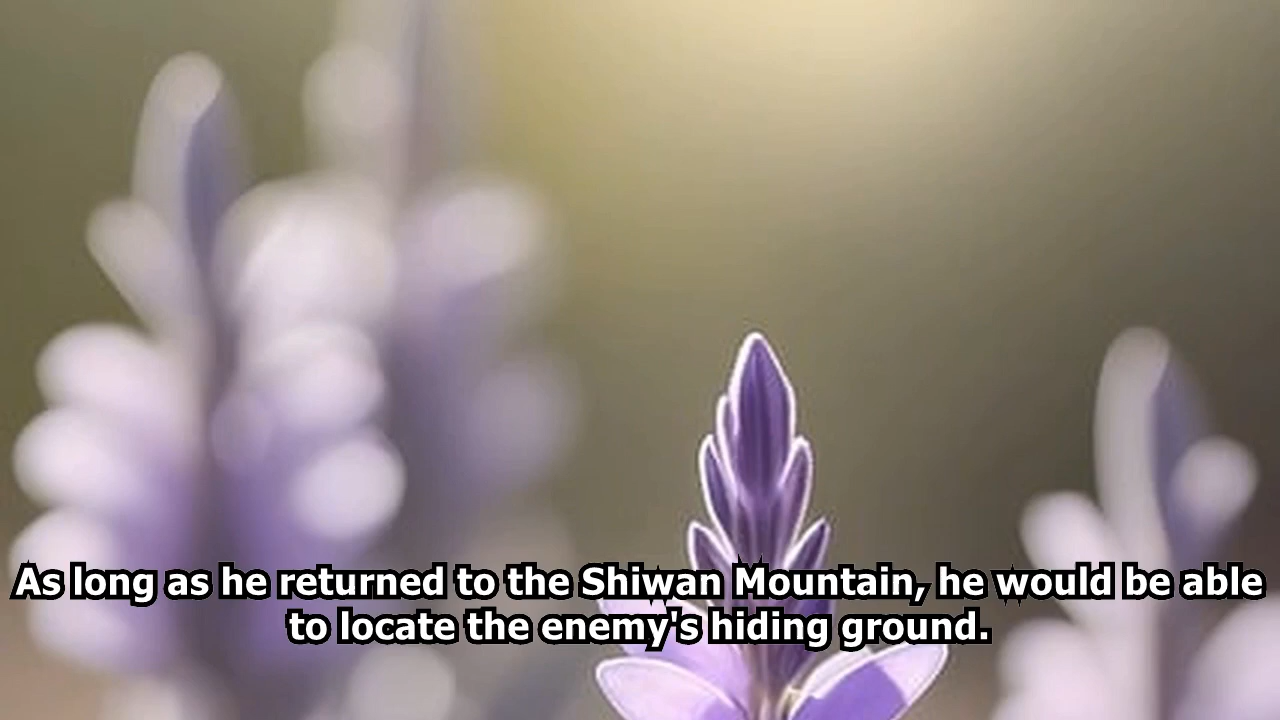 As long as he returned to the Shiwan Mountain, he would be able
to locate the enemy's hiding ground.